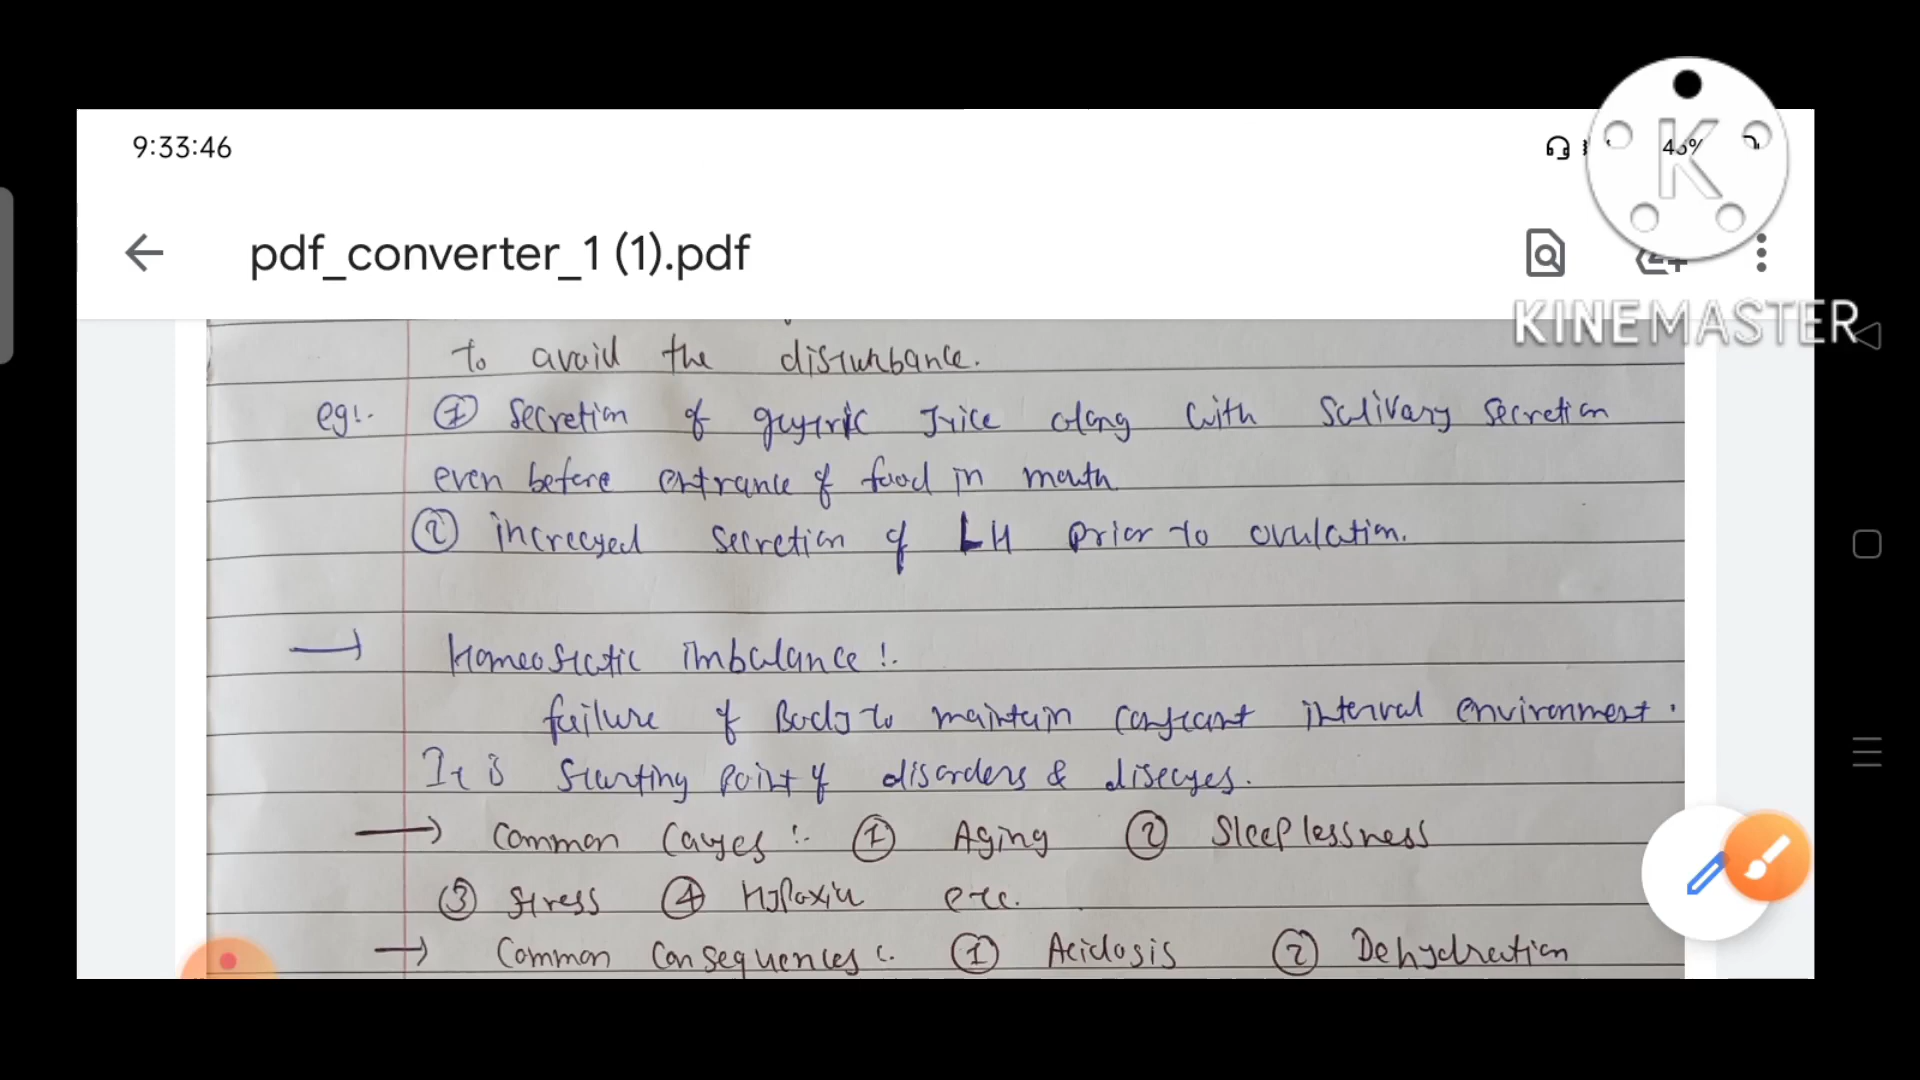 9:33:46
pdf_converter_1 (1).pdf
KINEMASTER
to avoid the disturbance.
eg:- ① Secretion of gastric Juice along with Salivary Secretion
even before entrance of food in mouth
② increased secretion of LH prior to ovulation.
→ Homeostatic imbalance :-
failure of Body to maintain constant internal environment.
It is starting point of disorders & diseases.
→ Common Causes :- ① Aging ② Sleeplessness
③ Stress ④ Hypoxia etc.
→ Common Consequences :- ① Acidosis ② Dehydration